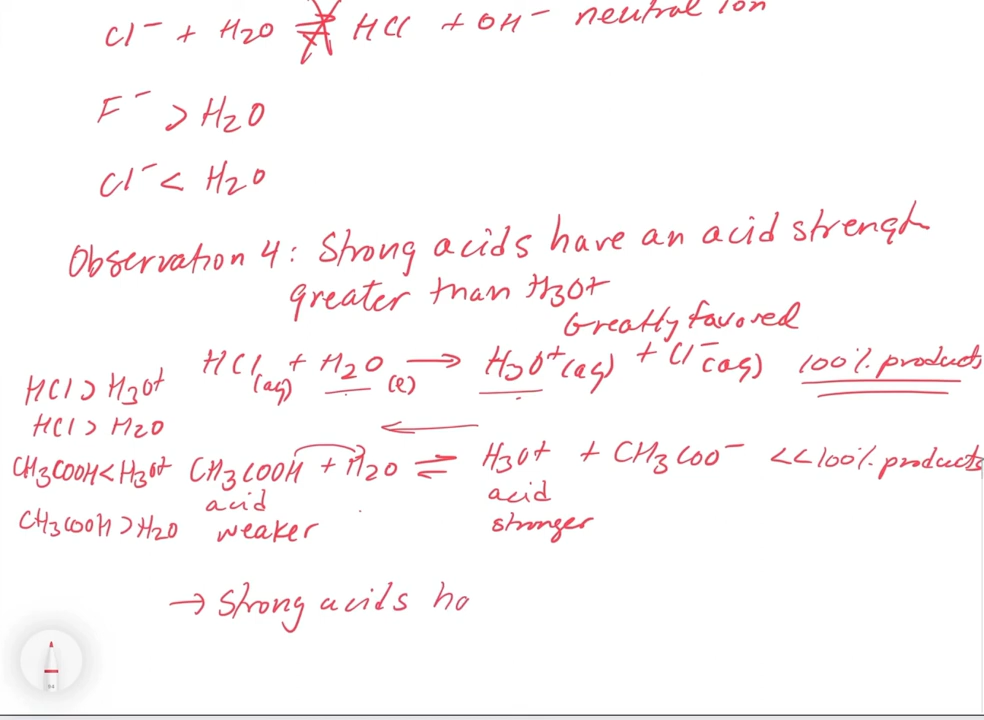 Cl⁻ + H₂O ⇌ HCl + OH⁻ neutral ion
F⁻ > H₂O
Cl⁻ < H₂O
Observation 4: Strong acids have an acid strength
greater than H₃O+
Greatly favored
HCl(aq) + H₂O(l) → H₃O⁺(aq) + Cl⁻(aq) 100% products
HCl > H₃O+
HCl > H₂O
←
CH₃COOH < H₃O+ CH₃COOH + H₂O ⇌ H₃O+ + CH₃COO⁻ <<100% products
acid acid
CH₃COOH > H₂O weaker stronger
→ Strong acids ha